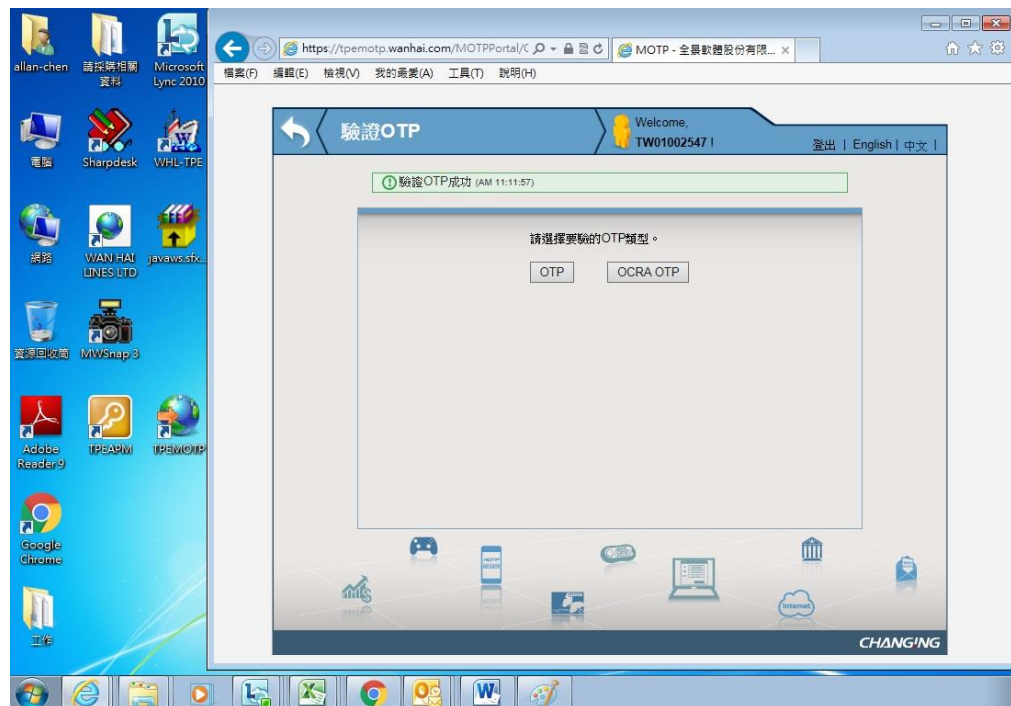 allan-chen
請採購相關資料
Microsoft Lync 2010
電腦
Sharpdesk
WHL-TPE
網路
WAN HAI LINES LTD
javaws.sfx...
資源回收筒
MWSnap 3
Adobe Reader 9
TPEAPM
TPEMOTP
Google Chrome
工作
https://tpemotp.wanhai.com/MOTPPortal/C
MOTP - 全景軟體股份有限...
檔案(F) 編輯(E) 檢視(V) 我的最愛(A) 工具(T) 說明(H)
驗證OTP
Welcome,
TW01002547 !
登出 | English | 中文 |
驗證OTP成功 (AM 11:11:57)
請選擇要驗的OTP類型。
OTP
OCRA OTP
Internet
CHANGING